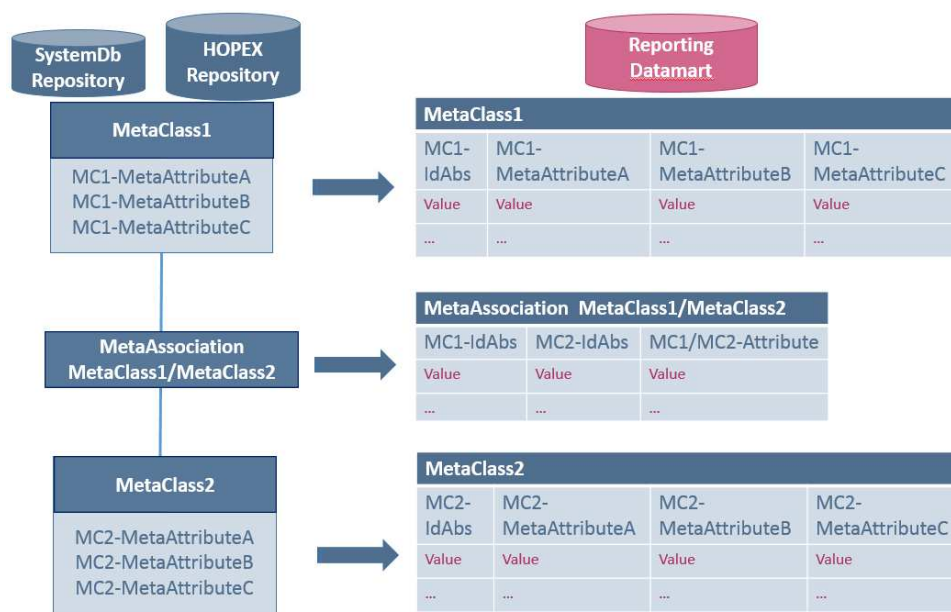 SystemDb
Repository
HOPEX
Repository
Reporting
Datamart
MetaClass1
MC1-MetaAttributeA
MC1-MetaAttributeB
MC1-MetaAttributeC
MetaClass1
MC1-IdAbs MC1-MetaAttributeA MC1-MetaAttributeB MC1-MetaAttributeC
Value Value Value Value
... ... ... ...
MetaAssociation
MetaClass1/MetaClass2
MetaAssociation MetaClass1/MetaClass2
MC1-IdAbs MC2-IdAbs MC1/MC2-Attribute
Value Value Value
... ... ...
MetaClass2
MC2-MetaAttributeA
MC2-MetaAttributeB
MC2-MetaAttributeC
MetaClass2
MC2-IdAbs MC2-MetaAttributeA MC2-MetaAttributeB MC2-MetaAttributeC
Value Value Value Value
... ... ... ...